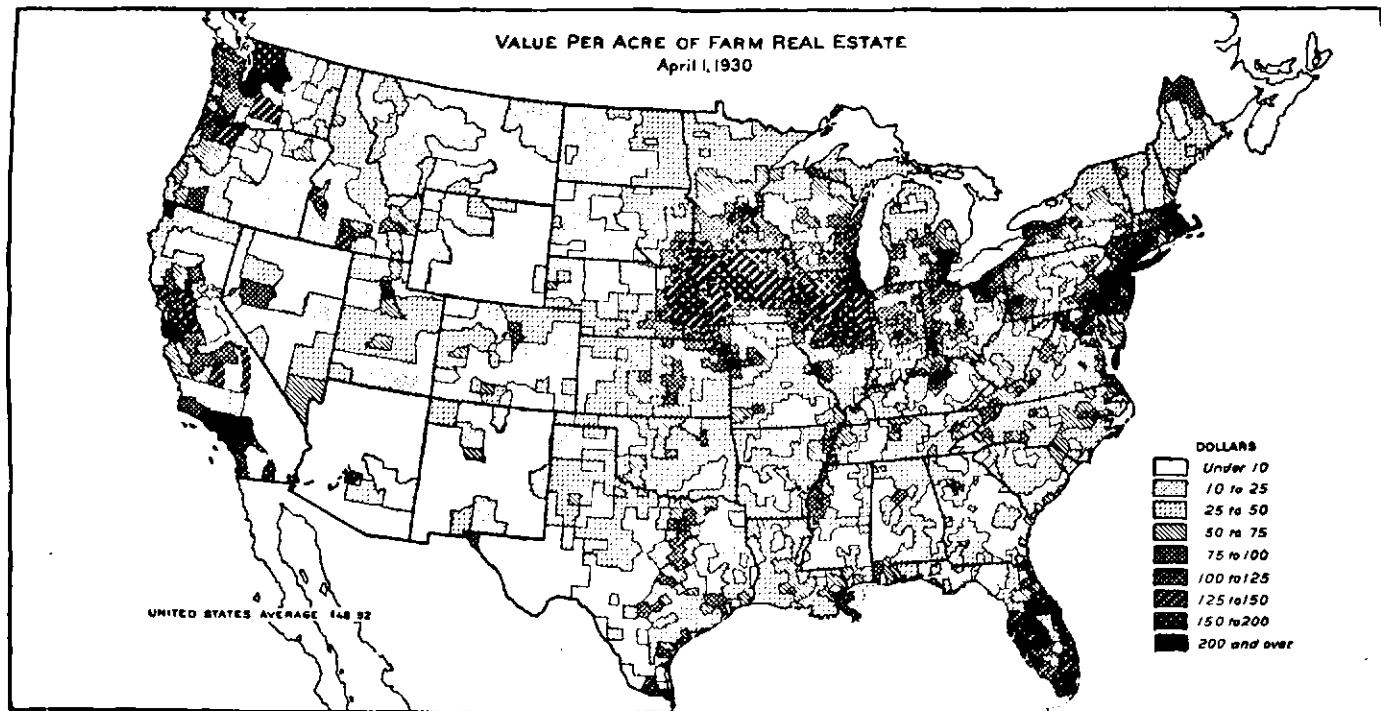 VALUE PER ACRE OF FARM REAL ESTATE
April 1, 1930
UNITED STATES AVERAGE $48.92
DOLLARS
Under 10
10 to 25
25 to 50
50 to 75
75 to 100
100 to 125
125 to 150
150 to 200
200 and over